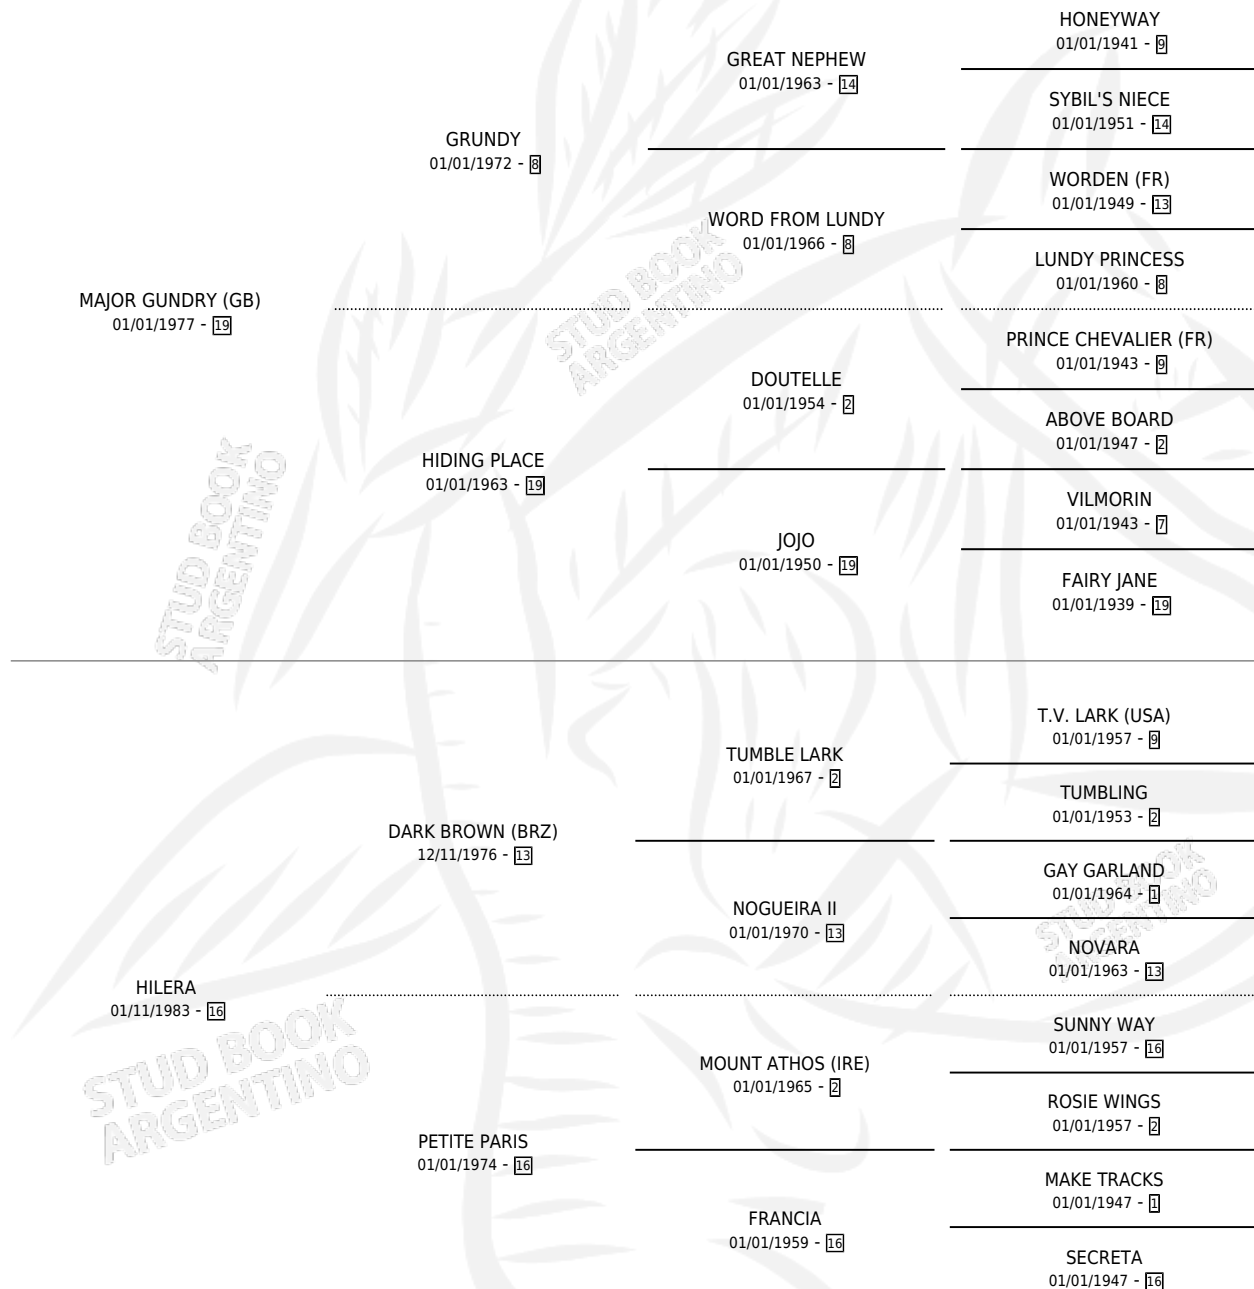 HONEYWAY
01/01/1941 - 9
GREAT NEPHEW
01/01/1963 - 14
SYBIL'S NIECE
01/01/1951 - 14
GRUNDY
01/01/1972 - 8
WORDEN (FR)
01/01/1949 - 13
WORD FROM LUNDY
01/01/1966 - 8
LUNDY PRINCESS
01/01/1960 - 8
MAJOR GUNDRY (GB)
01/01/1977 - 19
STUD BOOK
ARGENTINO
PRINCE CHEVALIER (FR)
01/01/1943 - 9
DOUTELLE
01/01/1954 - 2
ABOVE BOARD
01/01/1947 - 2
HIDING PLACE
01/01/1963 - 19
VILMORIN
01/01/1943 - 7
JOJO
01/01/1950 - 19
FAIRY JANE
01/01/1939 - 19
STUD BOOK
ARGENTINO
T.V. LARK (USA)
01/01/1957 - 9
TUMBLE LARK
01/01/1967 - 2
TUMBLING
01/01/1953 - 2
DARK BROWN (BRZ)
12/11/1976 - 13
GAY GARLAND
01/01/1964 - 1
STUD BOOK
ARGENTINO
NOGUEIRA II
01/01/1970 - 13
NOVARA
01/01/1963 - 13
HILERA
01/11/1983 - 16
STUD BOOK
ARGENTINO
SUNNY WAY
01/01/1957 - 16
MOUNT ATHOS (IRE)
01/01/1965 - 2
ROSIE WINGS
01/01/1957 - 2
PETITE PARIS
01/01/1974 - 16
MAKE TRACKS
01/01/1947 - 1
FRANCIA
01/01/1959 - 16
SECRETA
01/01/1947 - 16